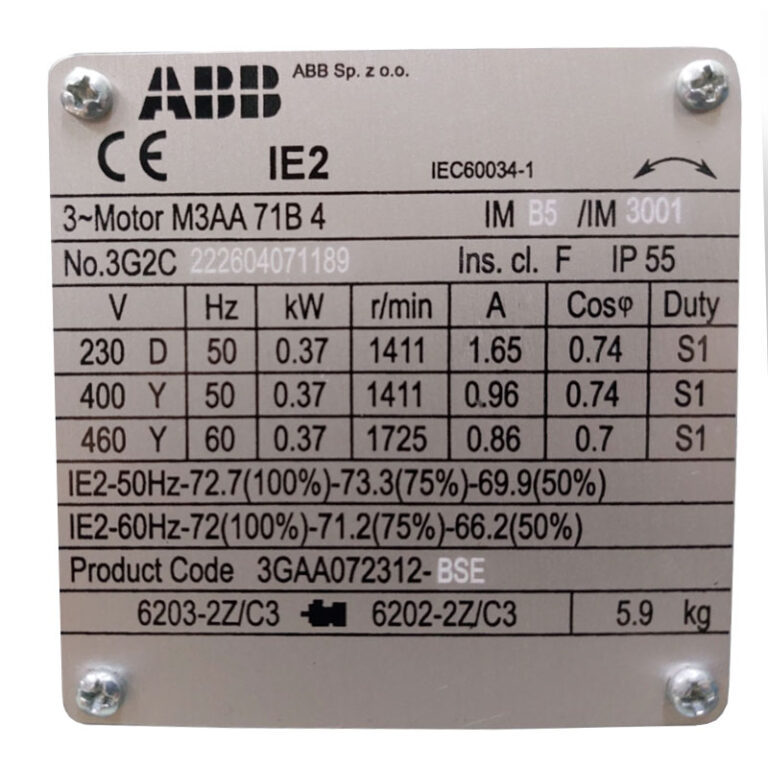 ABB ABB Sp. z o.o.
CE IE2 IEC60034-1
3~Motor M3AA 71B 4 IM B5 /IM 3001
No.3G2C 222604071189 Ins. cl. F IP 55
V Hz kW r/min A Cosφ Duty
230 D 50 0.37 1411 1.65 0.74 S1
400 Y 50 0.37 1411 0.96 0.74 S1
460 Y 60 0.37 1725 0.86 0.7 S1
IE2-50Hz-72.7(100%)-73.3(75%)-69.9(50%)
IE2-60Hz-72(100%)-71.2(75%)-66.2(50%)
Product Code 3GAA072312-BSE
6203-2Z/C3 6202-2Z/C3 5.9 kg